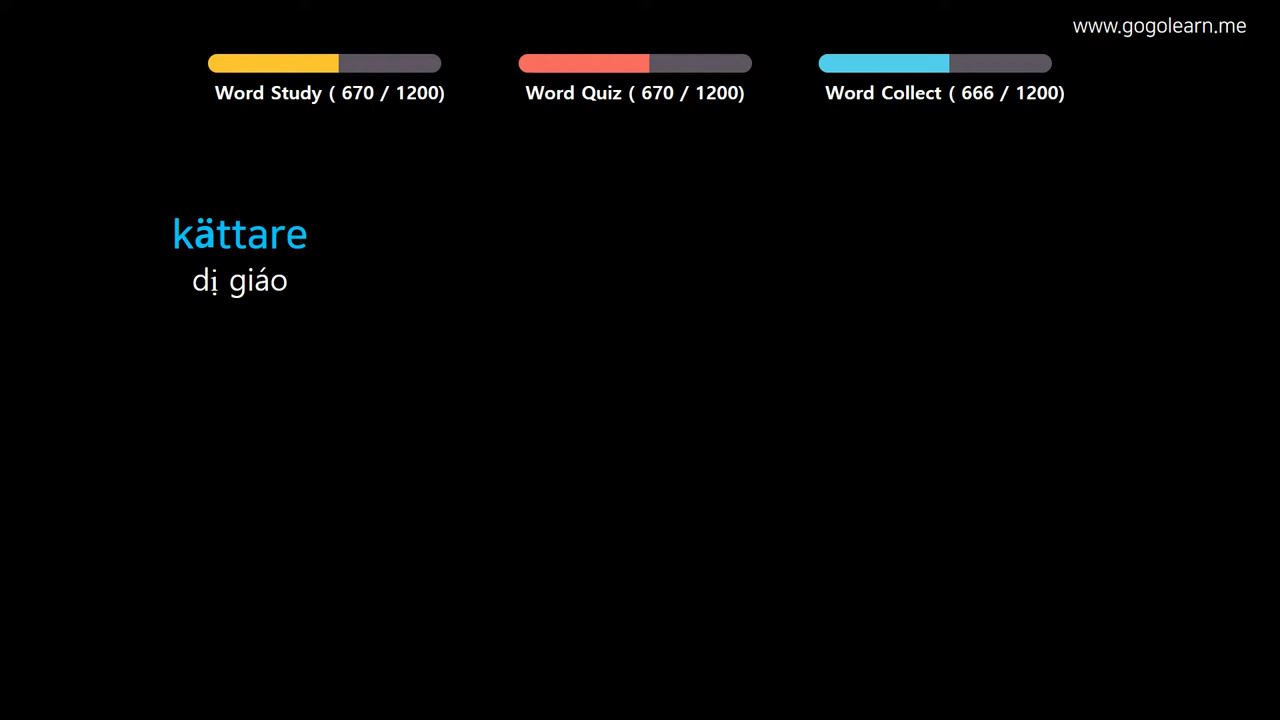 www.gogolearn.me
Word Study ( 670 / 1200)
Word Quiz ( 670 / 1200)
Word Collect ( 666 / 1200)
kättare
dị giáo